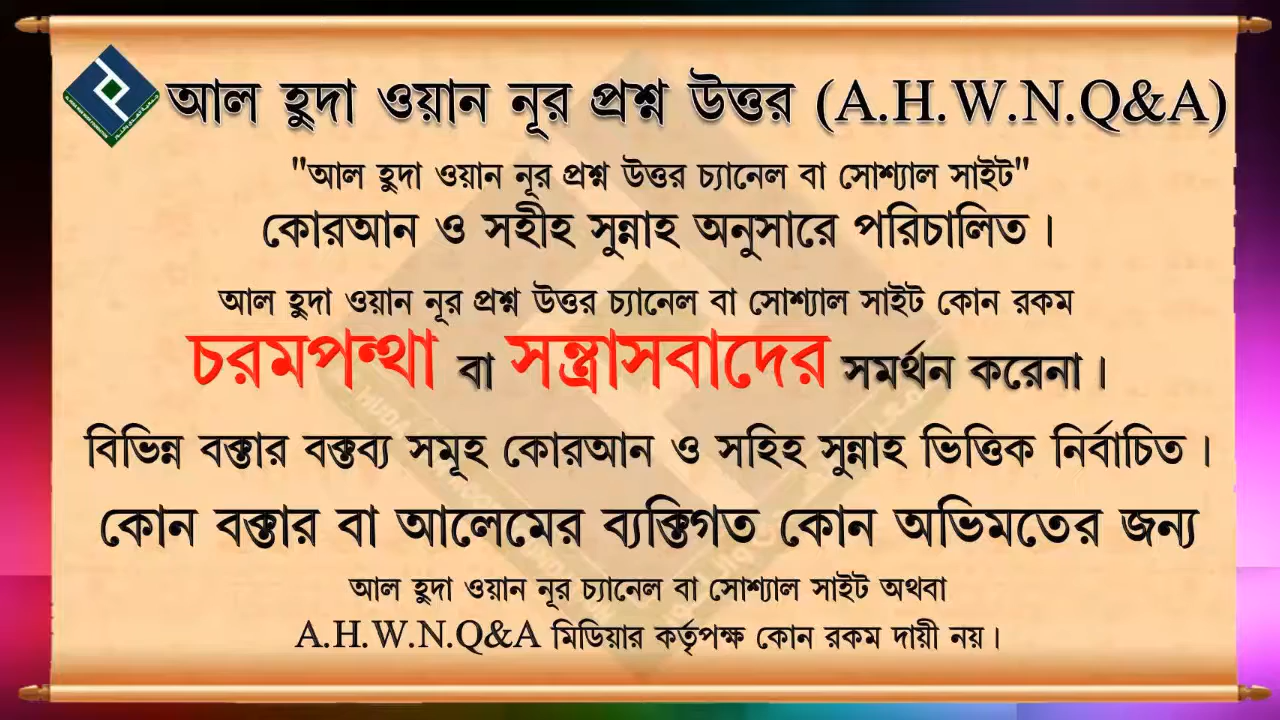 আল হুদা ওয়ান নূর প্রশ্ন উত্তর (A.H.W.N.Q&A)
"আল হুদা ওয়ান নূর প্রশ্ন উত্তর চ্যানেল বা সোশ্যাল সাইট"
কোরআন ও সহীহ সুন্নাহ অনুসারে পরিচালিত।
আল হুদা ওয়ান নূর প্রশ্ন উত্তর চ্যানেল বা সোশ্যাল সাইট কোন রকম
চরমপন্থা বা সন্ত্রাসবাদের সমর্থন করেনা।
বিভিন্ন বক্তার বক্তব্য সমূহ কোরআন ও সহিহ সুন্নাহ ভিত্তিক নির্বাচিত।
কোন বক্তার বা আলেমের ব্যক্তিগত কোন অভিমতের জন্য
আল হুদা ওয়ান নূর চ্যানেল বা সোশ্যাল সাইট অথবা
A.H.W.N.Q&A মিডিয়ার কর্তৃপক্ষ কোন রকম দায়ী নয়।